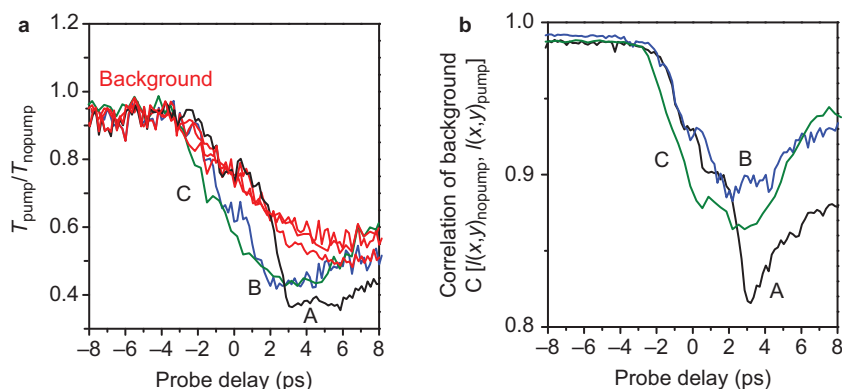 a
1.2
1.0
0.8
0.6
0.4
T_pump/T_nopump
Background
C
B
A
–8 –6 –4 –2 0 2 4 6 8
Probe delay (ps)
b
1.0
0.9
0.8
Correlation of background
C [I(x,y)_nopump, I(x,y)_pump]
C
B
A
–8 –6 –4 –2 0 2 4 6 8
Probe delay (ps)